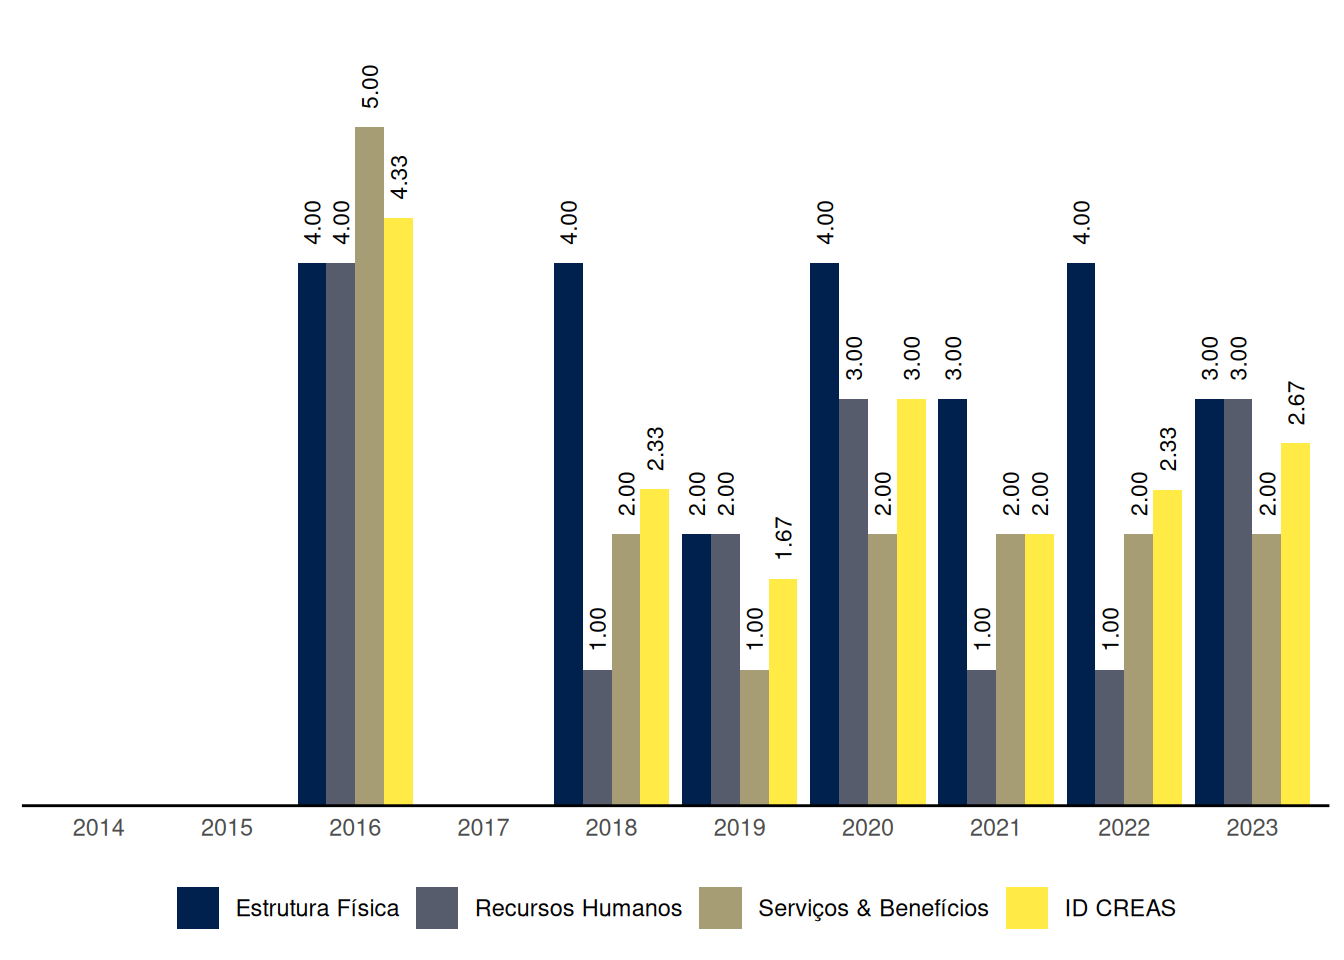 5.00
4.33
4.00 4.00 4.00 4.00 4.00
3.00 3.00 3.00 3.00 3.00
2.67
2.33 2.33
2.00 2.00 2.00 2.00 2.00 2.00 2.00 2.00
1.67
1.00 1.00 1.00 1.00
2014 2015 2016 2017 2018 2019 2020 2021 2022 2023
Estrutura Física Recursos Humanos Serviços & Benefícios ID CREAS